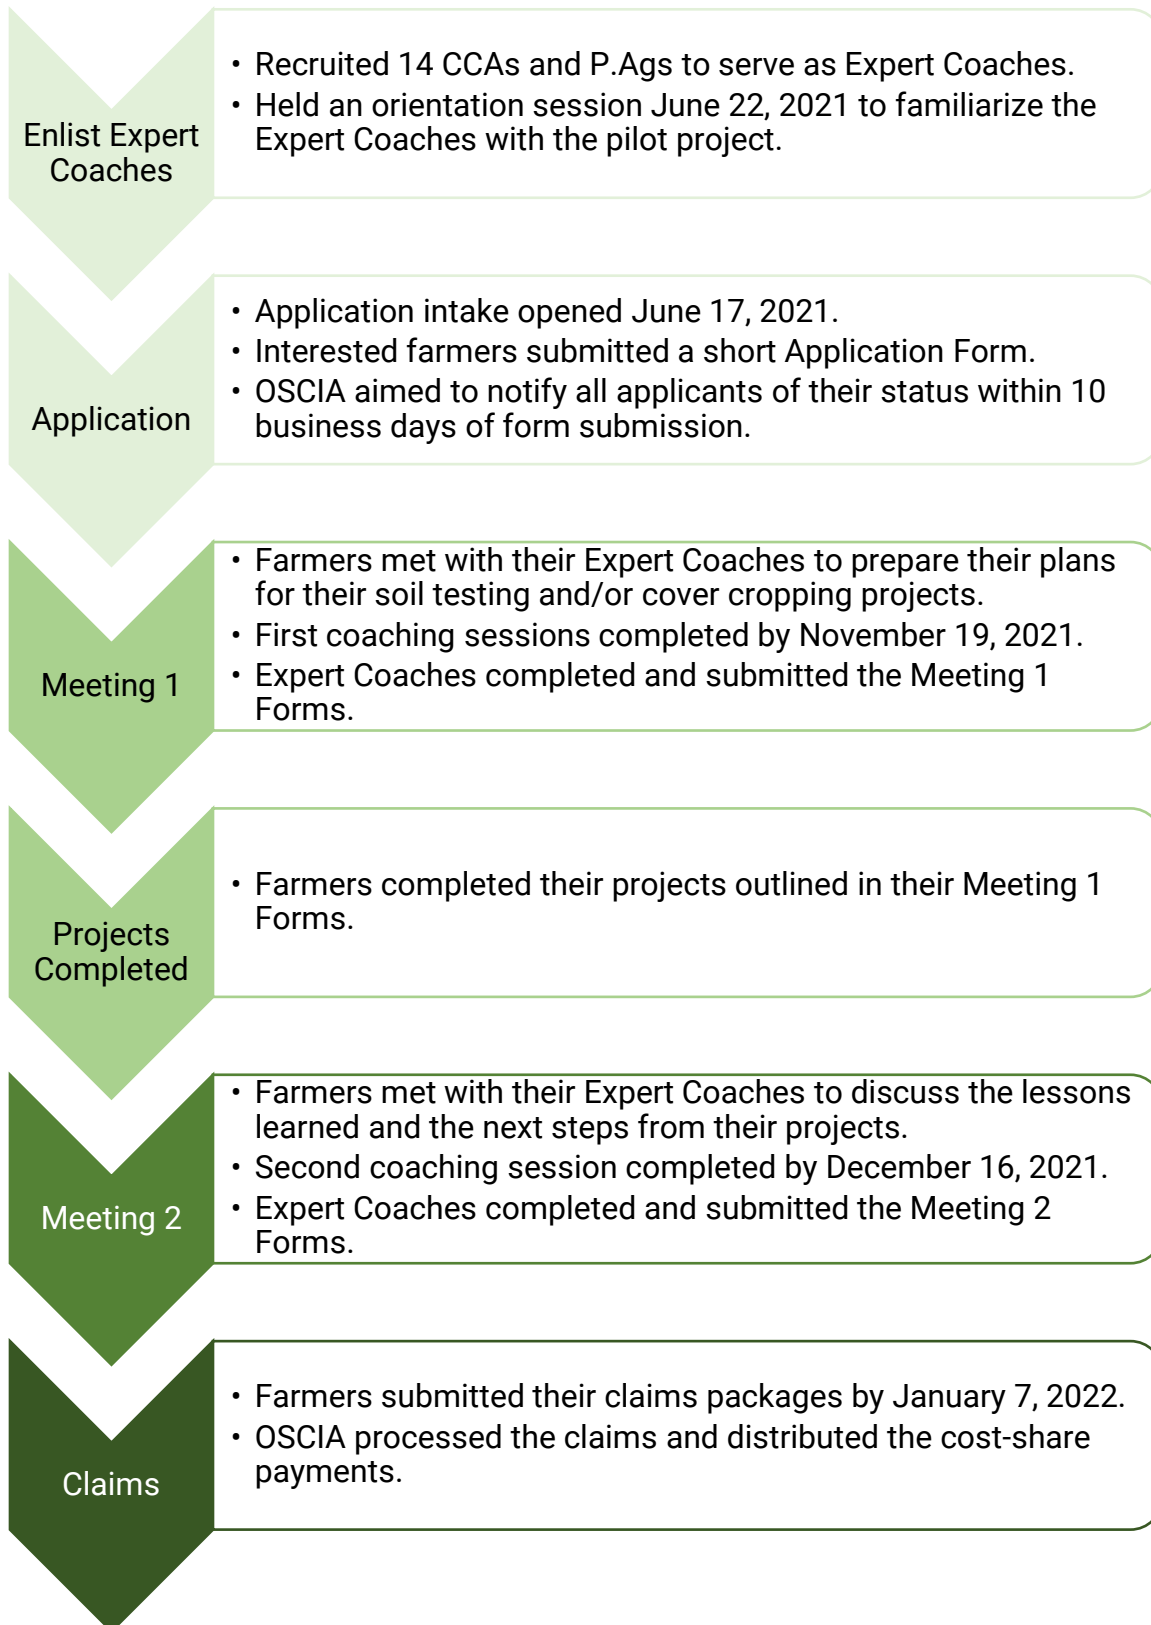 Enlist Expert
Coaches
• Recruited 14 CCAs and P.Ags to serve as Expert Coaches.
• Held an orientation session June 22, 2021 to familiarize the
Expert Coaches with the pilot project.
Application
• Application intake opened June 17, 2021.
• Interested farmers submitted a short Application Form.
• OSCIA aimed to notify all applicants of their status within 10
business days of form submission.
Meeting 1
• Farmers met with their Expert Coaches to prepare their plans
for their soil testing and/or cover cropping projects.
• First coaching sessions completed by November 19, 2021.
• Expert Coaches completed and submitted the Meeting 1
Forms.
Projects
Completed
• Farmers completed their projects outlined in their Meeting 1
Forms.
Meeting 2
• Farmers met with their Expert Coaches to discuss the lessons
learned and the next steps from their projects.
• Second coaching session completed by December 16, 2021.
• Expert Coaches completed and submitted the Meeting 2
Forms.
Claims
• Farmers submitted their claims packages by January 7, 2022.
• OSCIA processed the claims and distributed the cost-share
payments.